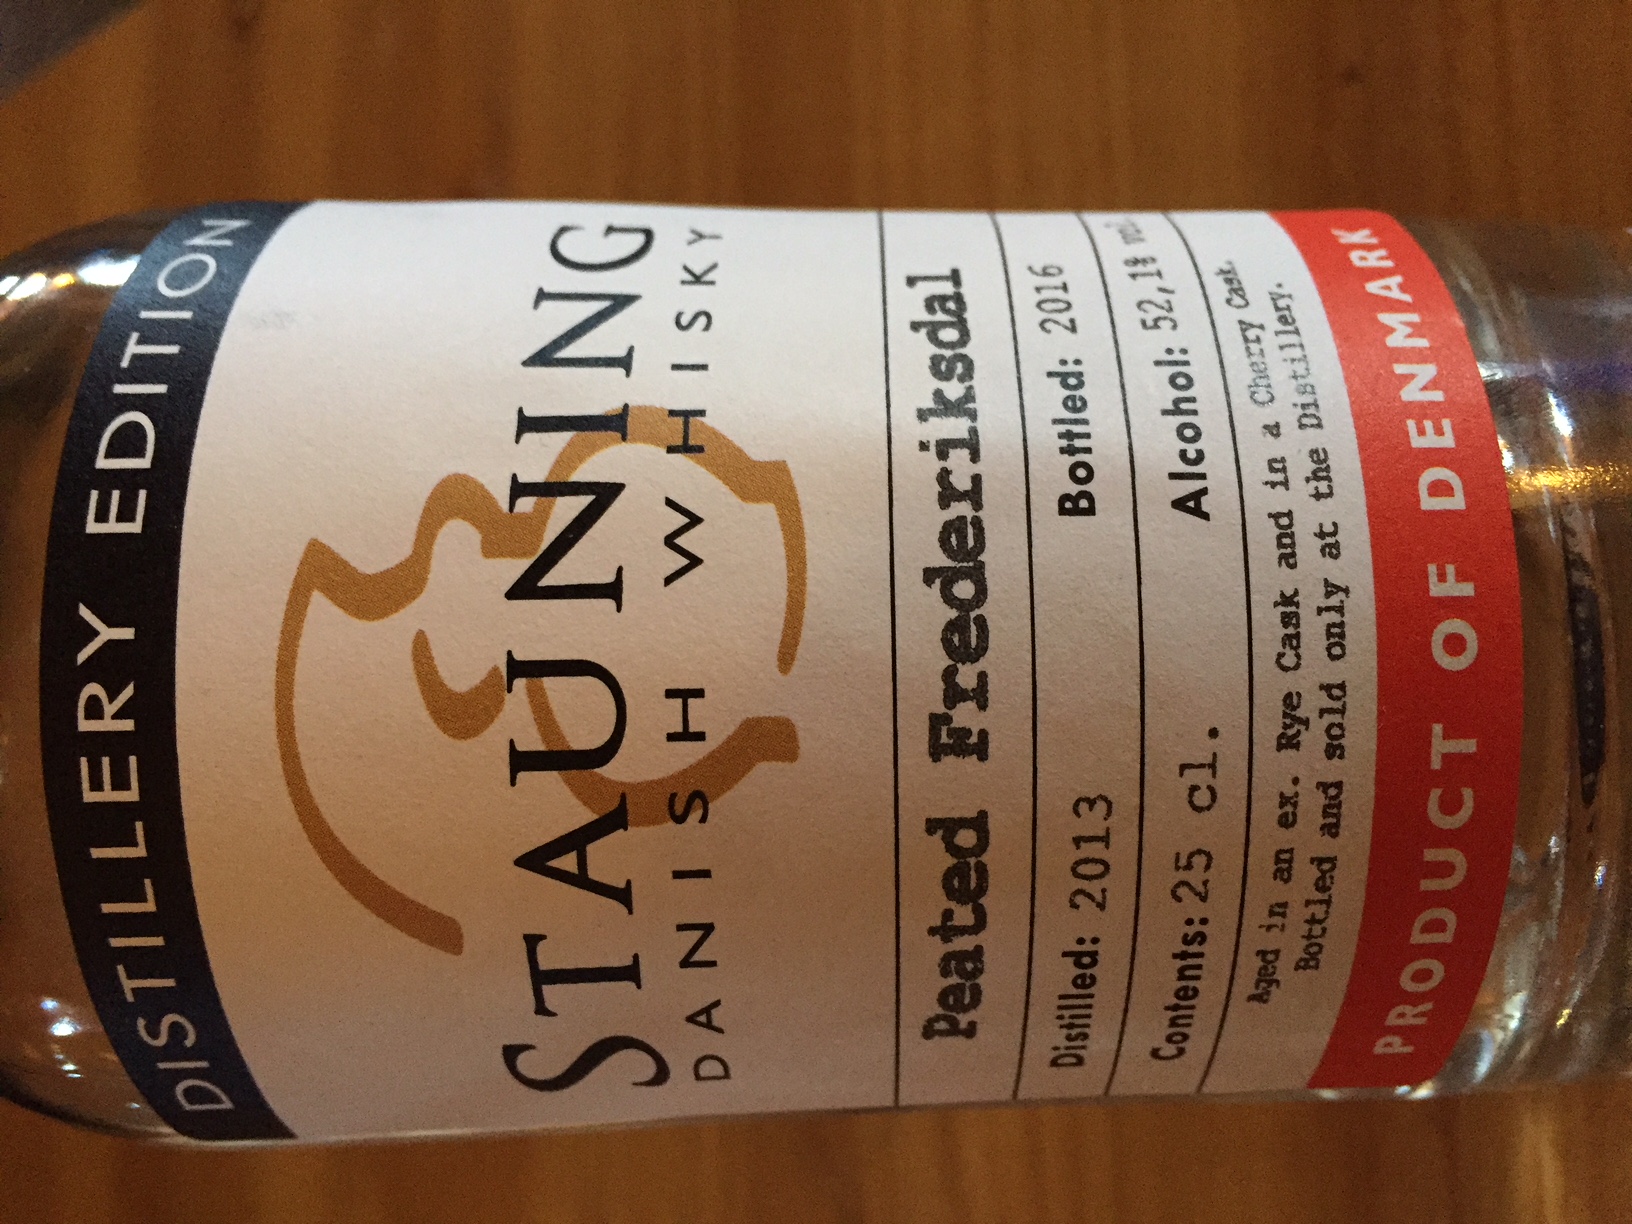 DISTILLERY EDITION
STAUNING
DANISH WHISKY
Peated Frederiksdal
Distilled: 2013 Bottled: 2016
Contents: 25 cl. Alcohol: 52,1% vol.
Aged in an ex. Rye Cask and in a Cherry Cask.
Bottled and sold only at the Distillery.
PRODUCT OF DENMARK